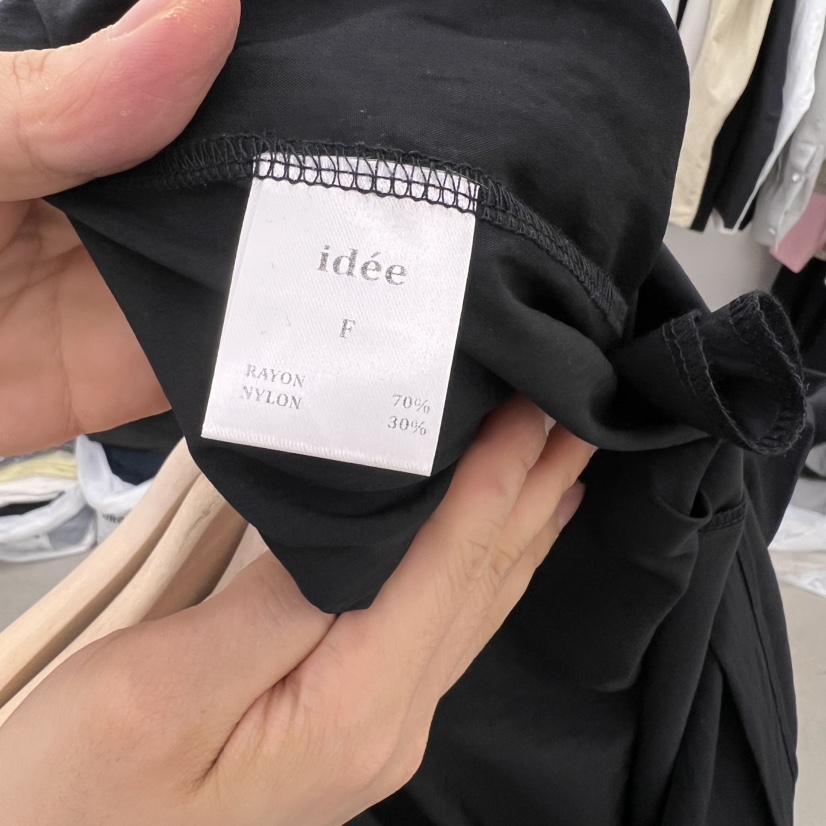 idée
F
RAYON 70%
NYLON 30%